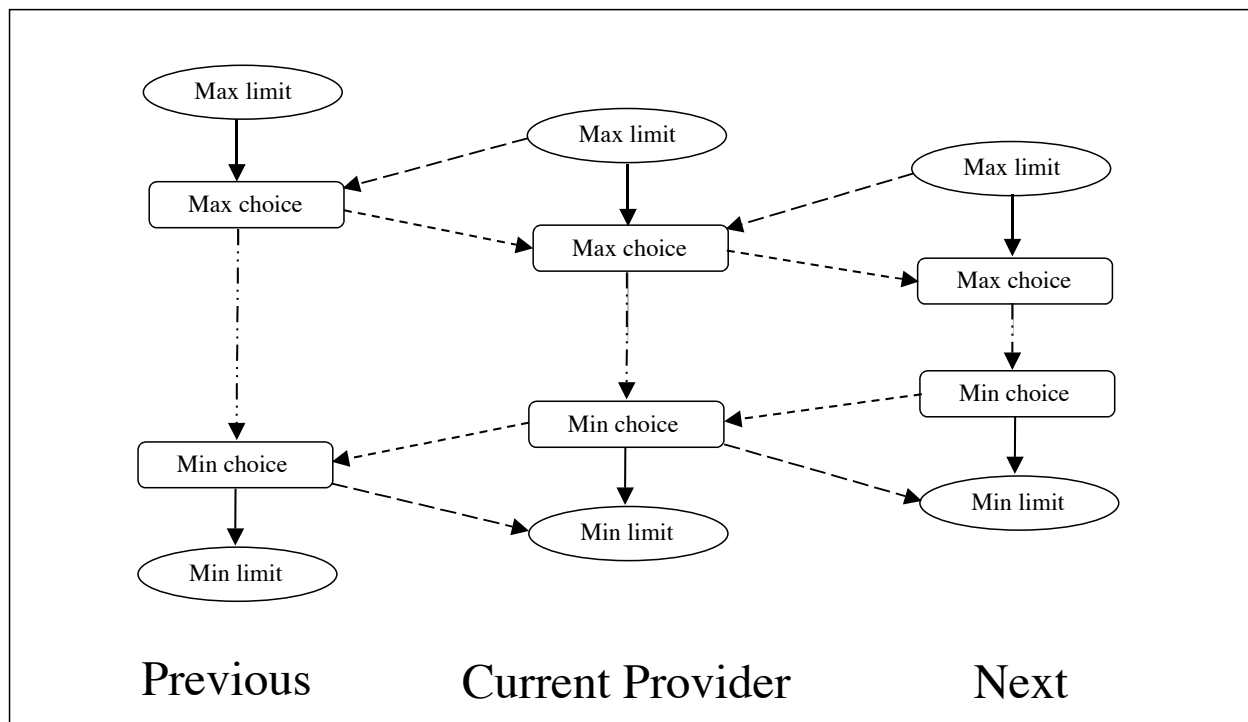 Max limit
Max limit
Max limit
Max choice
Max choice
Max choice
Min choice
Min choice
Min choice
Min limit
Min limit
Min limit
Previous
Current Provider
Next